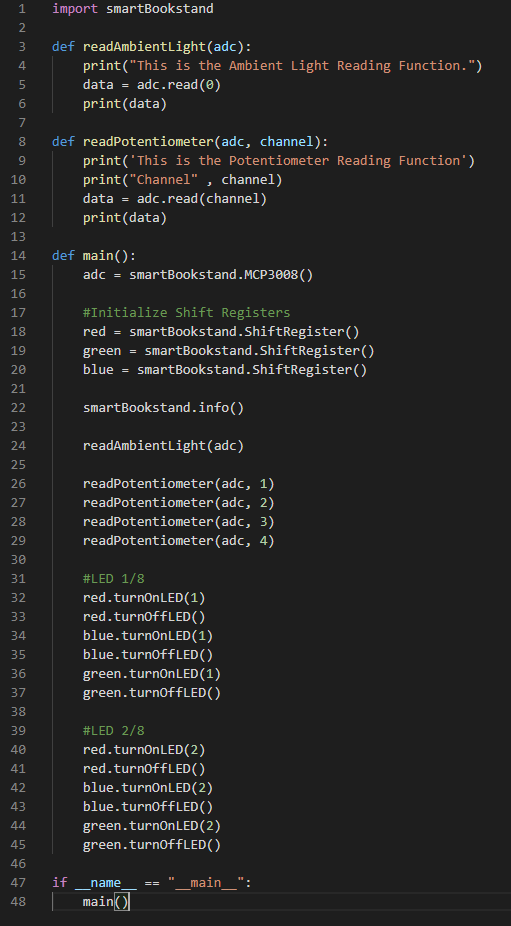 1 import smartBookstand
2
3 def readAmbientLight(adc):
4     print("This is the Ambient Light Reading Function.")
5     data = adc.read(0)
6     print(data)
7
8 def readPotentiometer(adc, channel):
9     print('This is the Potentiometer Reading Function')
10     print("Channel" , channel)
11     data = adc.read(channel)
12     print(data)
13
14 def main():
15     adc = smartBookstand.MCP3008()
16
17     #Initialize Shift Registers
18     red = smartBookstand.ShiftRegister()
19     green = smartBookstand.ShiftRegister()
20     blue = smartBookstand.ShiftRegister()
21
22     smartBookstand.info()
23
24     readAmbientLight(adc)
25
26     readPotentiometer(adc, 1)
27     readPotentiometer(adc, 2)
28     readPotentiometer(adc, 3)
29     readPotentiometer(adc, 4)
30
31     #LED 1/8
32     red.turnOnLED(1)
33     red.turnOffLED()
34     blue.turnOnLED(1)
35     blue.turnOffLED()
36     green.turnOnLED(1)
37     green.turnOffLED()
38
39     #LED 2/8
40     red.turnOnLED(2)
41     red.turnOffLED()
42     blue.turnOnLED(2)
43     blue.turnOffLED()
44     green.turnOnLED(2)
45     green.turnOffLED()
46
47 if __name__ == "__main__":
48     main()